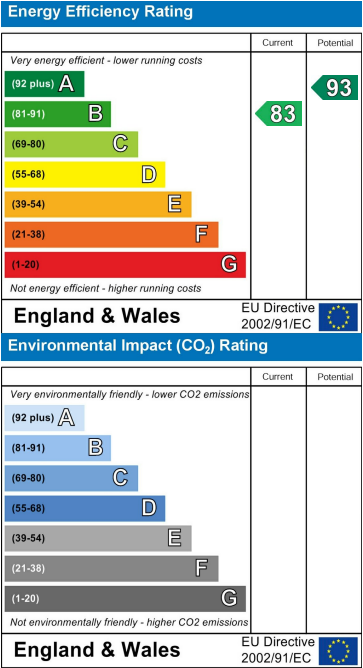 Energy Efficiency Rating
Current Potential
Very energy efficient - lower running costs
(92 plus) A
93
(81-91) B
83
(69-80) C
(55-68) D
(39-54) E
(21-38) F
(1-20) G
Not energy efficient - higher running costs
England & Wales
EU Directive
2002/91/EC
Environmental Impact (CO2) Rating
Current Potential
Very environmentally friendly - lower CO2 emissions
(92 plus) A
(81-91) B
(69-80) C
(55-68) D
(39-54) E
(21-38) F
(1-20) G
Not environmentally friendly - higher CO2 emissions
England & Wales
EU Directive
2002/91/EC